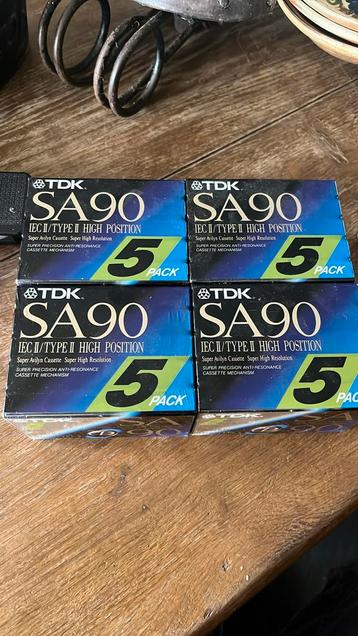 TDK
SA90
IEC II/TYPE II HIGH POSITION
Super Avilyn Cassette Super High Resolution
SUPER PRECISION ANTI-RESONANCE
CASSETTE MECHANISM
5 PACK
TDK
SA90
IEC II/TYPE II HIGH POSITION
Super Avilyn Cassette Super High Resolution
SUPER PRECISION ANTI-RESONANCE
CASSETTE MECHANISM
5 PACK
TDK
SA90
IEC II/TYPE II HIGH POSITION
Super Avilyn Cassette Super High Resolution
SUPER PRECISION ANTI-RESONANCE
CASSETTE MECHANISM
5 PACK
TDK
SA90
IEC II/TYPE II HIGH POSITION
Super Avilyn Cassette Super High Resolution
SUPER PRECISION ANTI-RESONANCE
CASSETTE MECHANISM
5 PAC